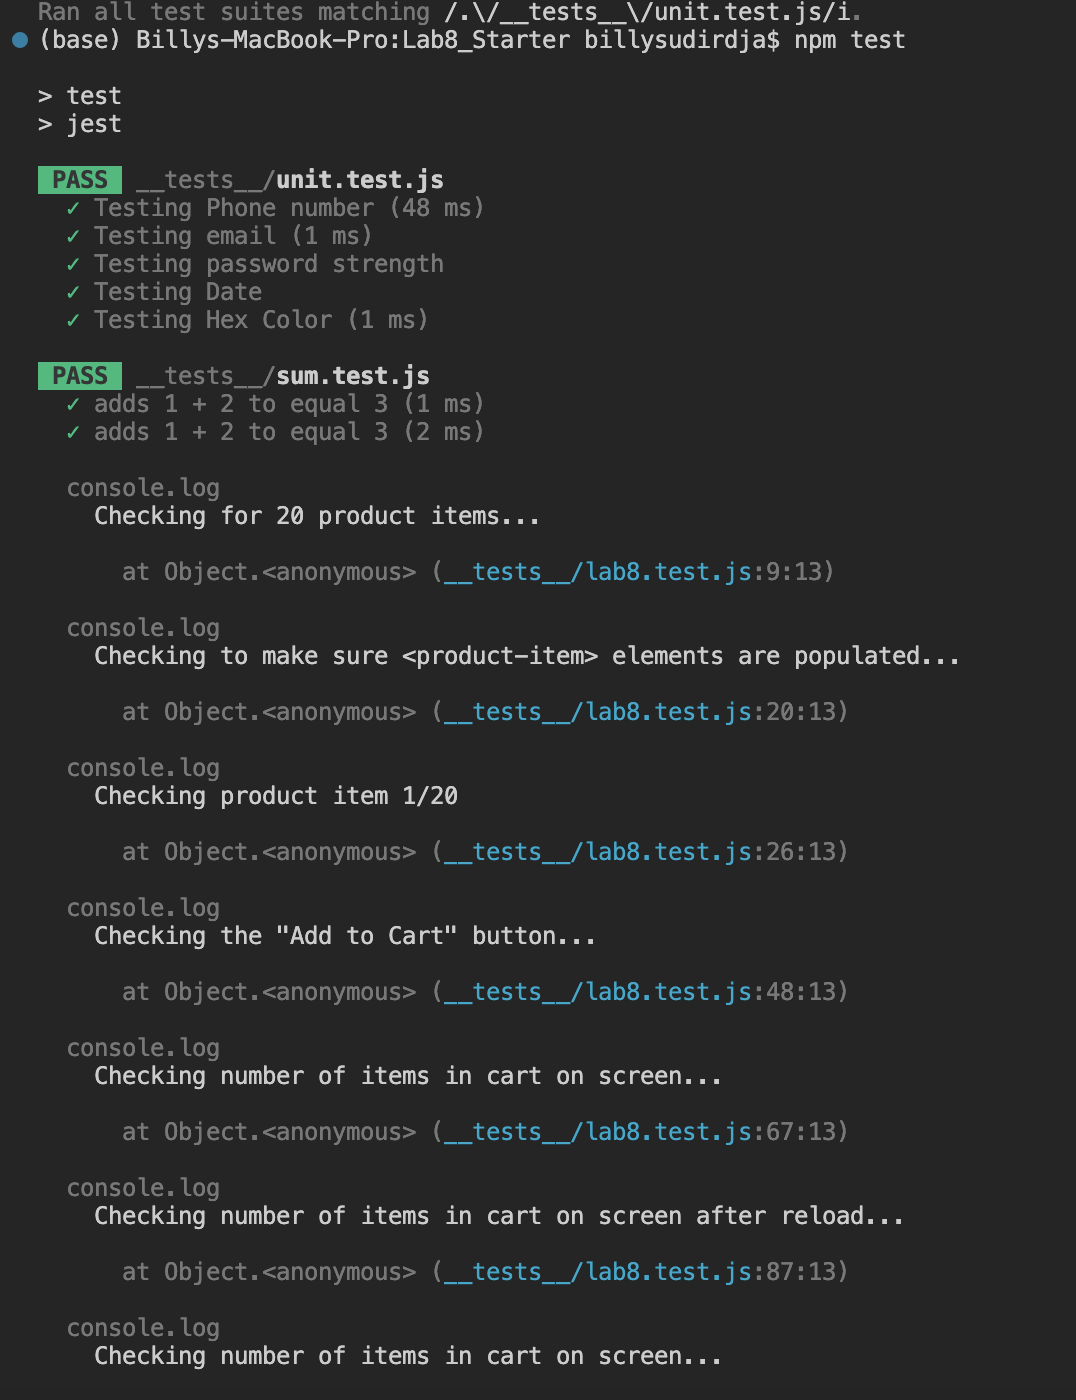 Ran all test suites matching /.\/__tests__\/unit.test.js/i.
(base) Billys-MacBook-Pro:Lab8_Starter billysudirdja$ npm test
> test
> jest
PASS __tests__/unit.test.js
✓ Testing Phone number (48 ms)
✓ Testing email (1 ms)
✓ Testing password strength
✓ Testing Date
✓ Testing Hex Color (1 ms)
PASS __tests__/sum.test.js
✓ adds 1 + 2 to equal 3 (1 ms)
✓ adds 1 + 2 to equal 3 (2 ms)
console.log
Checking for 20 product items...
at Object.<anonymous> (__tests__/lab8.test.js:9:13)
console.log
Checking to make sure <product-item> elements are populated...
at Object.<anonymous> (__tests__/lab8.test.js:20:13)
console.log
Checking product item 1/20
at Object.<anonymous> (__tests__/lab8.test.js:26:13)
console.log
Checking the "Add to Cart" button...
at Object.<anonymous> (__tests__/lab8.test.js:48:13)
console.log
Checking number of items in cart on screen...
at Object.<anonymous> (__tests__/lab8.test.js:67:13)
console.log
Checking number of items in cart on screen after reload...
at Object.<anonymous> (__tests__/lab8.test.js:87:13)
console.log
Checking number of items in cart on screen...